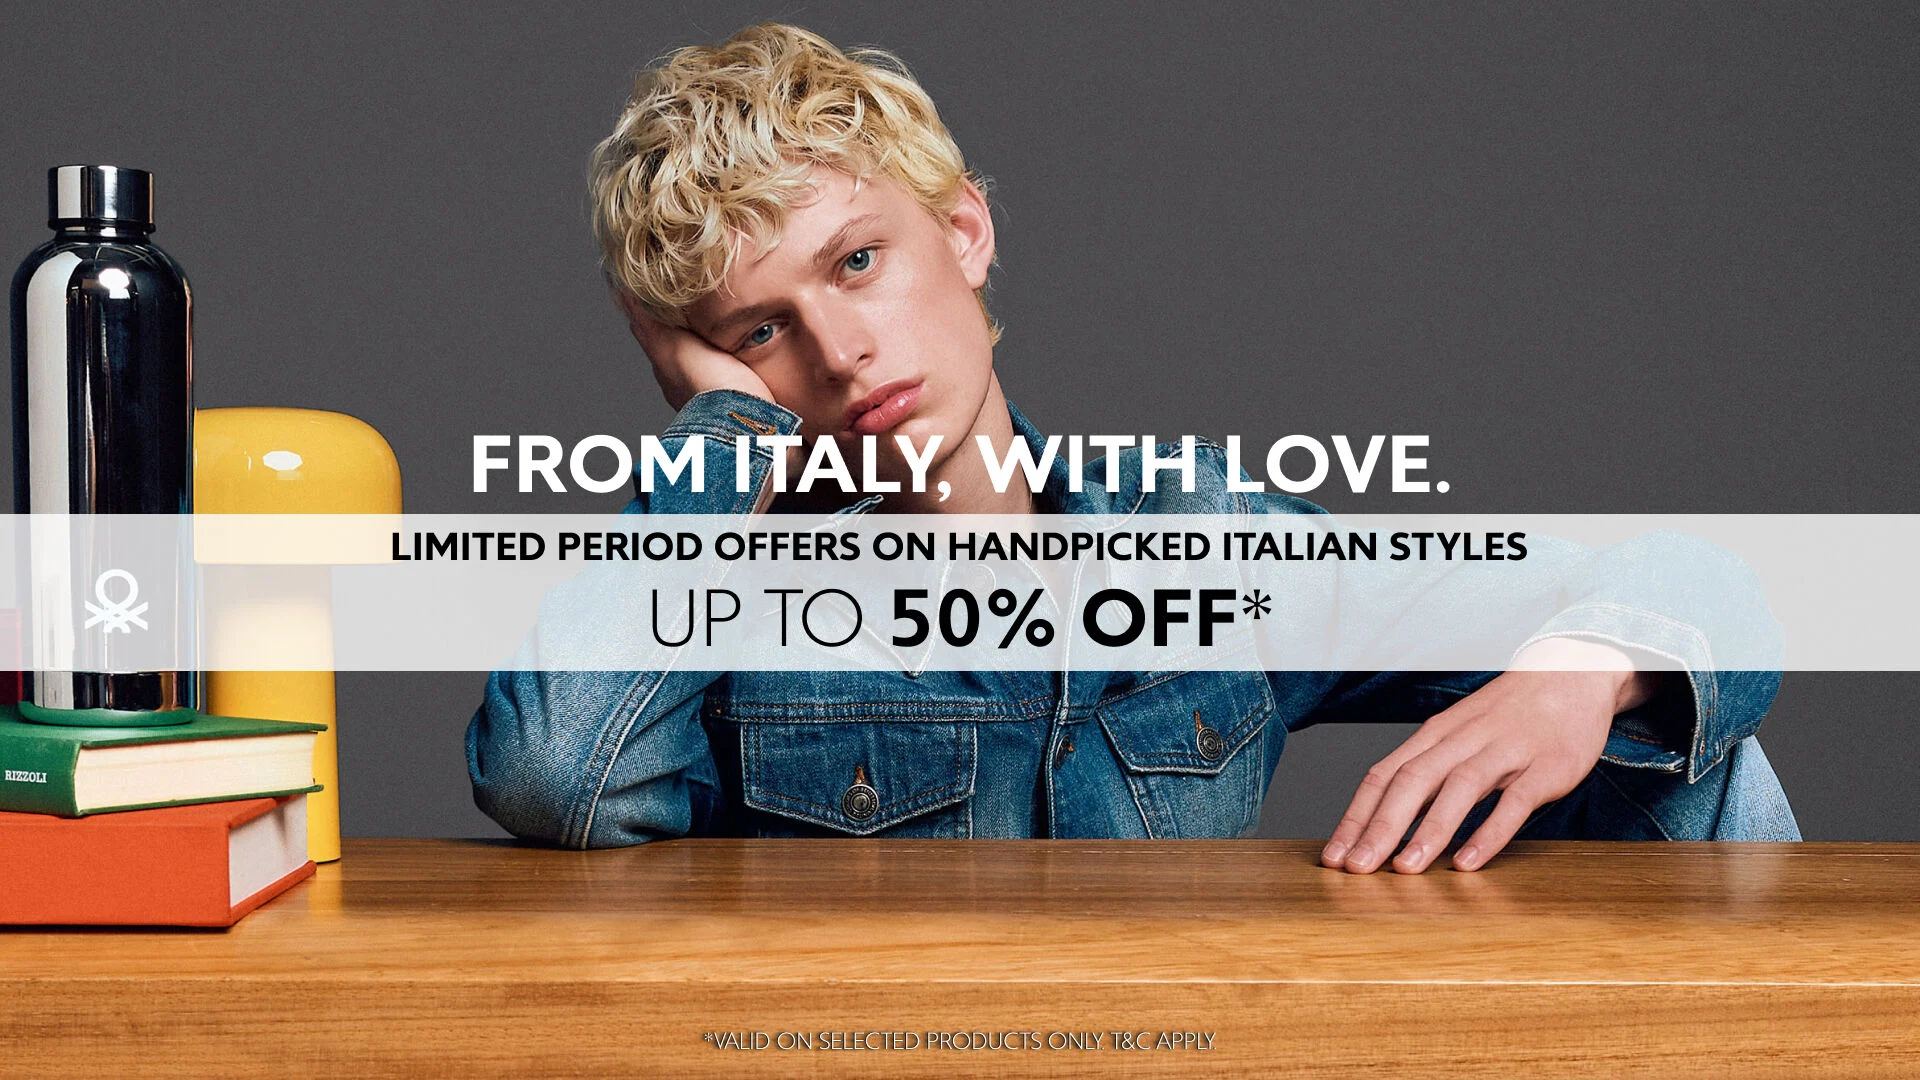 FROM ITALY, WITH LOVE.
LIMITED PERIOD OFFERS ON HANDPICKED ITALIAN STYLES
UP TO 50% OFF*
RIZZOLI
*VALID ON SELECTED PRODUCTS ONLY. T&C APPLY.